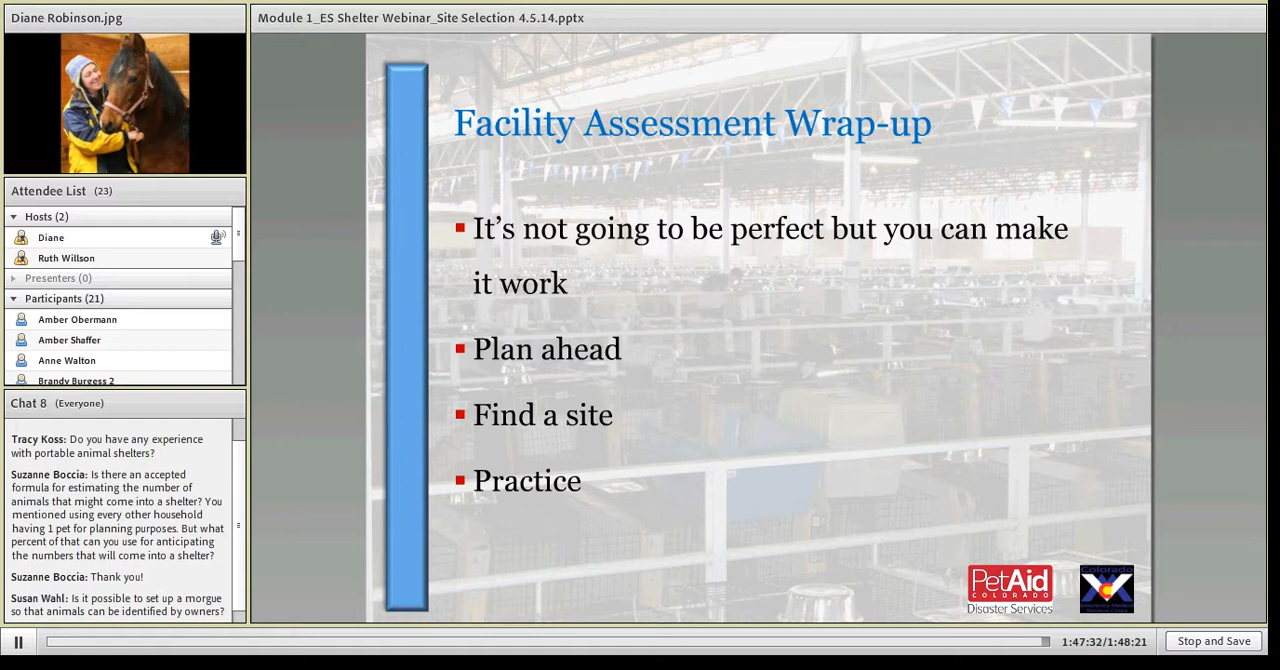 Diane Robinson.jpg
Module 1_ES Shelter Webinar_Site Selection 4.5.14.pptx
Attendee List (23)
Hosts (2)
Diane
Ruth Willson
Presenters (0)
Participants (21)
Amber Obermann
Amber Shaffer
Anne Walton
Brandy Burgess 2
Chat 8 (Everyone)
Tracy Koss: Do you have any experience
with portable animal shelters?
Suzanne Boccia: Is there an accepted
formula for estimating the number of
animals that might come into a shelter? You
mentioned using every other household
having 1 pet for planning purposes. But what
percent of that can you use for anticipating
the numbers that will come into a shelter?
Suzanne Boccia: Thank you!
Susan Wahl: Is it possible to set up a morgue
so that animals can be identified by owners?
Facility Assessment Wrap-up
It's not going to be perfect but you can make
it work
Plan ahead
Find a site
Practice
PetAid
COLORADO
Disaster Services
Colorado
1:47:32/1:48:21
Stop and Save